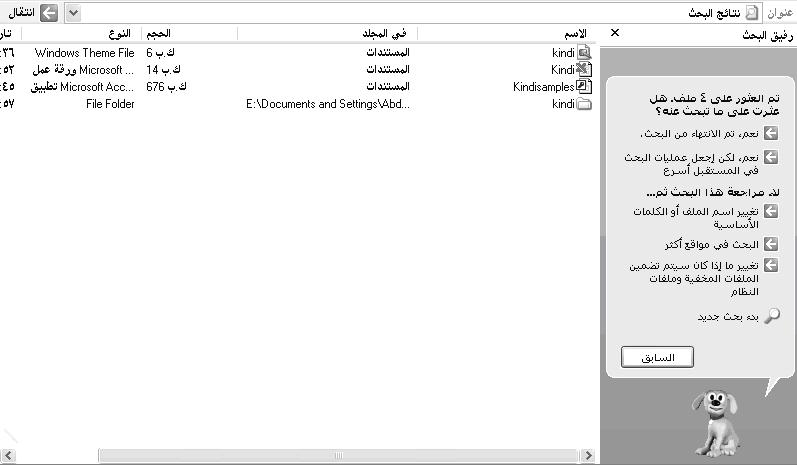 عنوان نتائج البحث انتقال
رفيق البحث
تم العثور على ٤ ملف. هل
عثرت على ما تبحث عنه؟
نعم، تم الانتهاء من البحث.
نعم، لكن إجعل عمليات البحث
في المستقبل أسرع
لا، مراجعة هذا البحث ثم...
تغيير اسم الملف أو الكلمات
الأساسية
البحث في مواقع أكثر
تغيير ما إذا كان سيتم تضمين
الملفات المخفية وملفات
النظام
بدء بحث جديد
السابق
الاسم في المجلد الحجم النوع تار
kindi المستندات 6 ك.ب Windows Theme File ٣٦:
Kindi المستندات 14 ك.ب ورقة عمل Microsoft ... ٥٢:
Kindisamples المستندات 676 ك.ب تطبيق Microsoft Acc... ٤٥:
kindi E:\Documents and Settings\Abd... File Folder ٥٧: